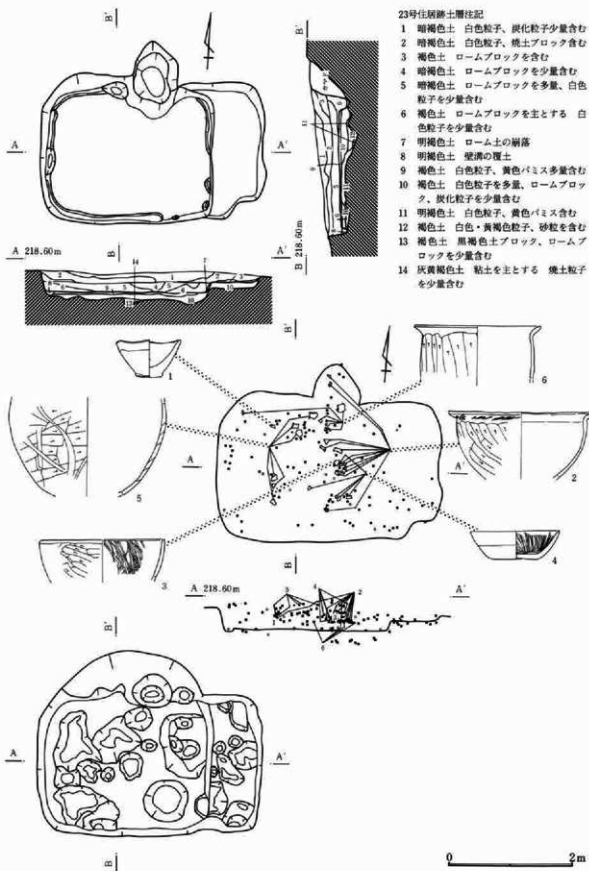 23号住居跡土層注記
1 暗褐色土 白色粒子、炭化粒子少量含む
2 暗褐色土 白色粒子、焼土ブロック含む
3 褐色土 ロームブロックを含む
4 暗褐色土 ロームブロックを少量含む
5 暗褐色土 ロームブロックを多量、白色
粒子を少量含む
6 褐色土 ロームブロックを主とする 白
色粒子を少量含む
7 明褐色土 ローム土の崩落
8 明褐色土 壁溝の覆土
9 褐色土 白色粒子、黄色パミス多量含む
10 褐色土 白色粒子を多量、ロームブロッ
ク、炭化粒子を少量含む
11 明褐色土 白色粒子、黄色パミス含む
12 褐色土 白色・黄褐色粒子、砂粒を含む
13 褐色土 黒褐色土ブロック、ロームブ
ロックを少量含む
14 灰黄褐色土 粘土を主とする 焼土粒子
を少量含む
B'
A
A'
B
B'
B 218.60m
A 218.60m
A'
14
7
B'
1
6
5
A
A'
2
3
4
B
A 218.60m
A'
B'
A
A'
B
0 2m